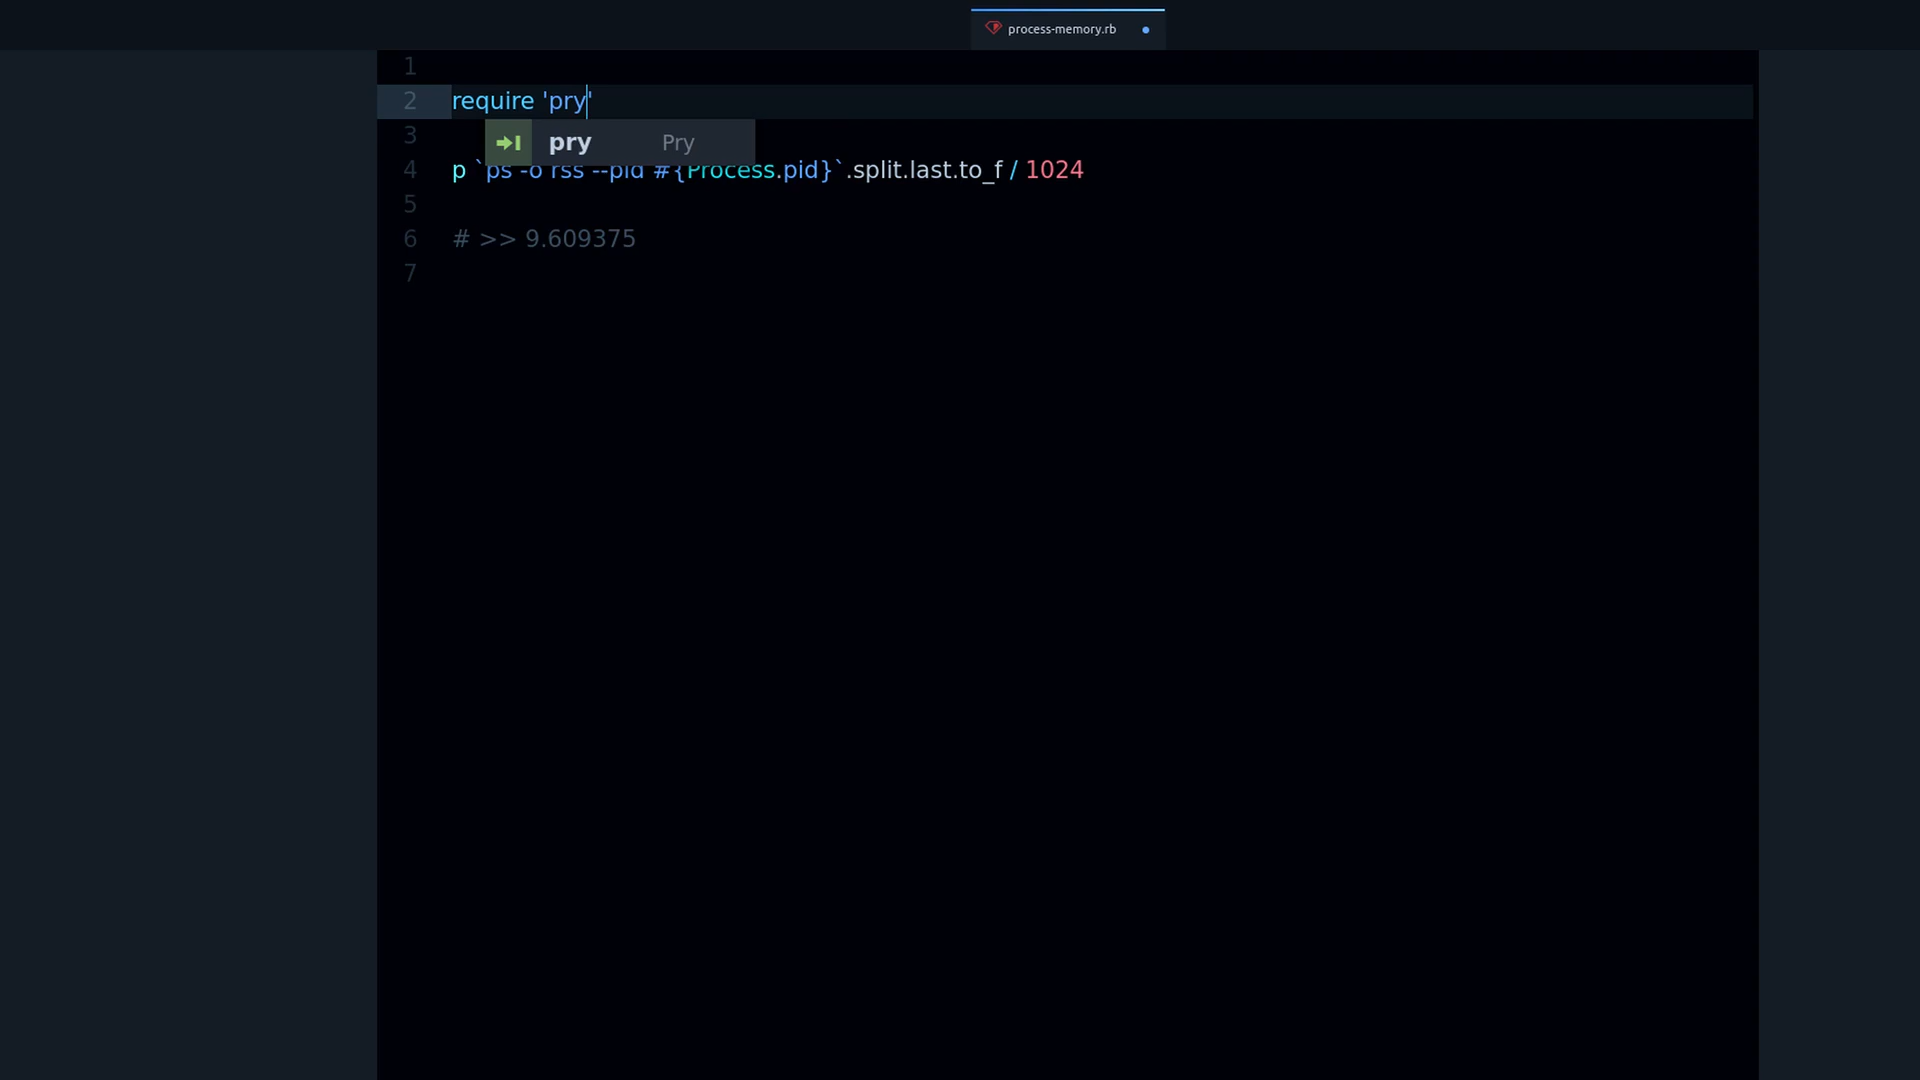 process-memory.rb
1
2 require 'pry'
3
pry Pry
4 p `ps -o rss --pid #{Process.pid}`.split.last.to_f / 1024
5
6 # >> 9.609375
7